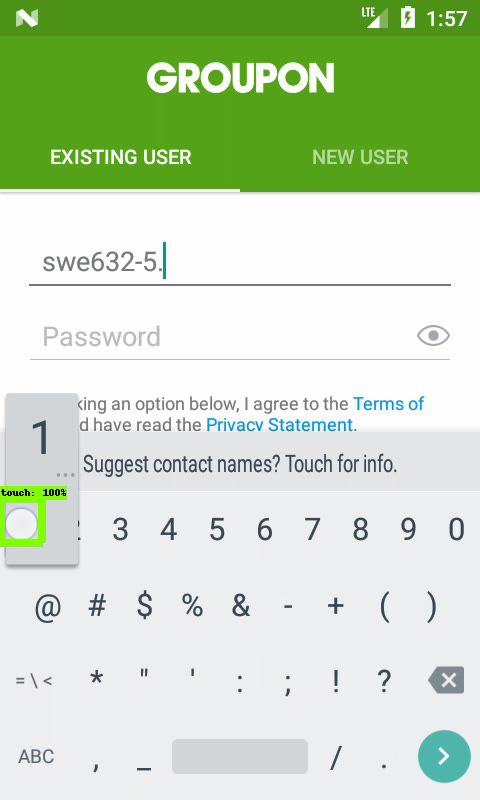 LTE 1:57
GROUPON
EXISTING USER NEW USER
swe632-5.
Password
king an option below, I agree to the Terms of
d have read the Privacy Statement.
1
...
Suggest contact names? Touch for info.
touch: 100%
2 3 4 5 6 7 8 9 0
@ # $ % & - + ( )
= \ < * " ' : ; ! ?
ABC , _ / .